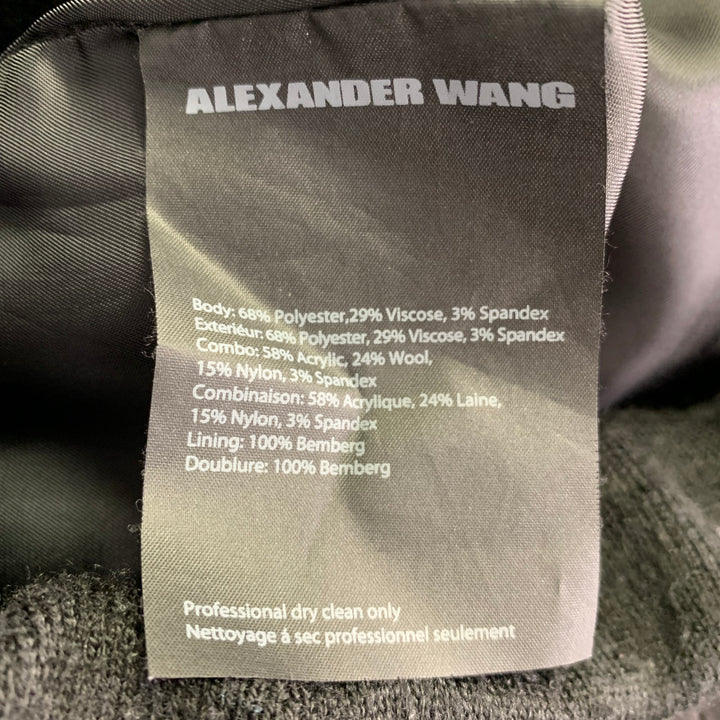 ALEXANDER WANG
Body: 68% Polyester,29% Viscose, 3% Spandex
Exteriéur: 68% Polyester, 29% Viscose, 3% Spandex
Combo: 58% Acrylic, 24% Wool,
15% Nylon, 3% Spandex
Combinaison: 58% Acrylique, 24% Laine,
15% Nylon, 3% Spandex
Lining: 100% Bemberg
Doublure: 100% Bemberg
Professional dry clean only
Nettoyage á sec professionnel seulement